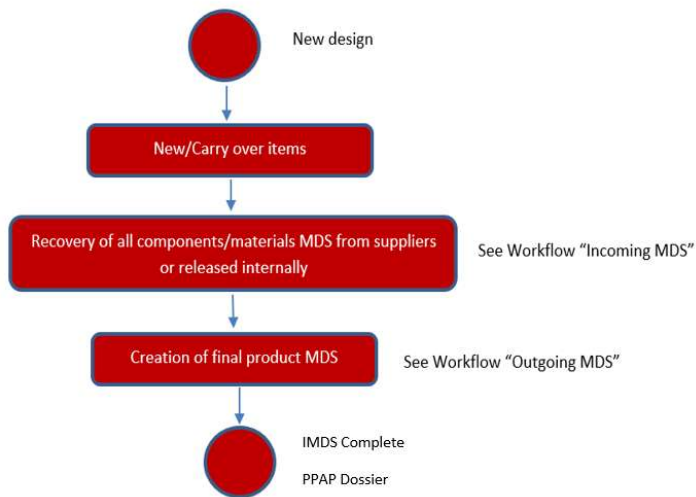 New design
New/Carry over items
Recovery of all components/materials MDS from suppliers
or released internally
See Workflow “Incoming MDS”
Creation of final product MDS
See Workflow “Outgoing MDS”
IMDS Complete
PPAP Dossier